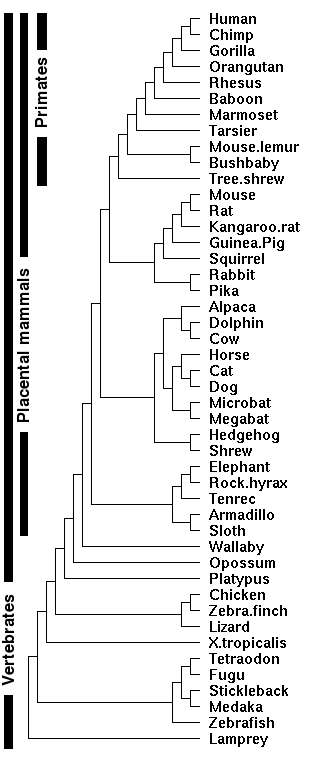 Human
Chimp
Gorilla
Orangutan
Rhesus
Baboon
Marmoset
Tarsier
Mouse.lemur
Bushbaby
Tree.shrew
Mouse
Rat
Kangaroo.rat
Guinea.Pig
Squirrel
Rabbit
Pika
Alpaca
Dolphin
Cow
Horse
Cat
Dog
Microbat
Megabat
Hedgehog
Shrew
Elephant
Rock.hyrax
Tenrec
Armadillo
Sloth
Wallaby
Opossum
Platypus
Chicken
Zebra.finch
Lizard
X.tropicalis
Tetraodon
Fugu
Stickleback
Medaka
Zebrafish
Lamprey
Primates
Placental mammals
Vertebrates